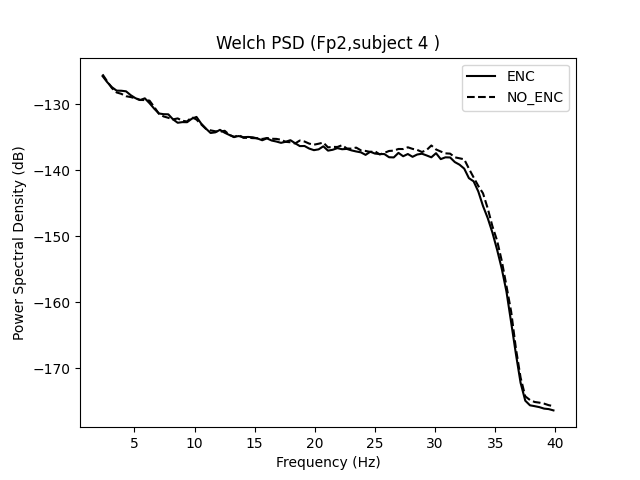 Welch PSD (Fp2,subject 4 )
ENC
NO_ENC
Power Spectral Density (dB)
−130
−140
−150
−160
−170
5 10 15 20 25 30 35 40
Frequency (Hz)